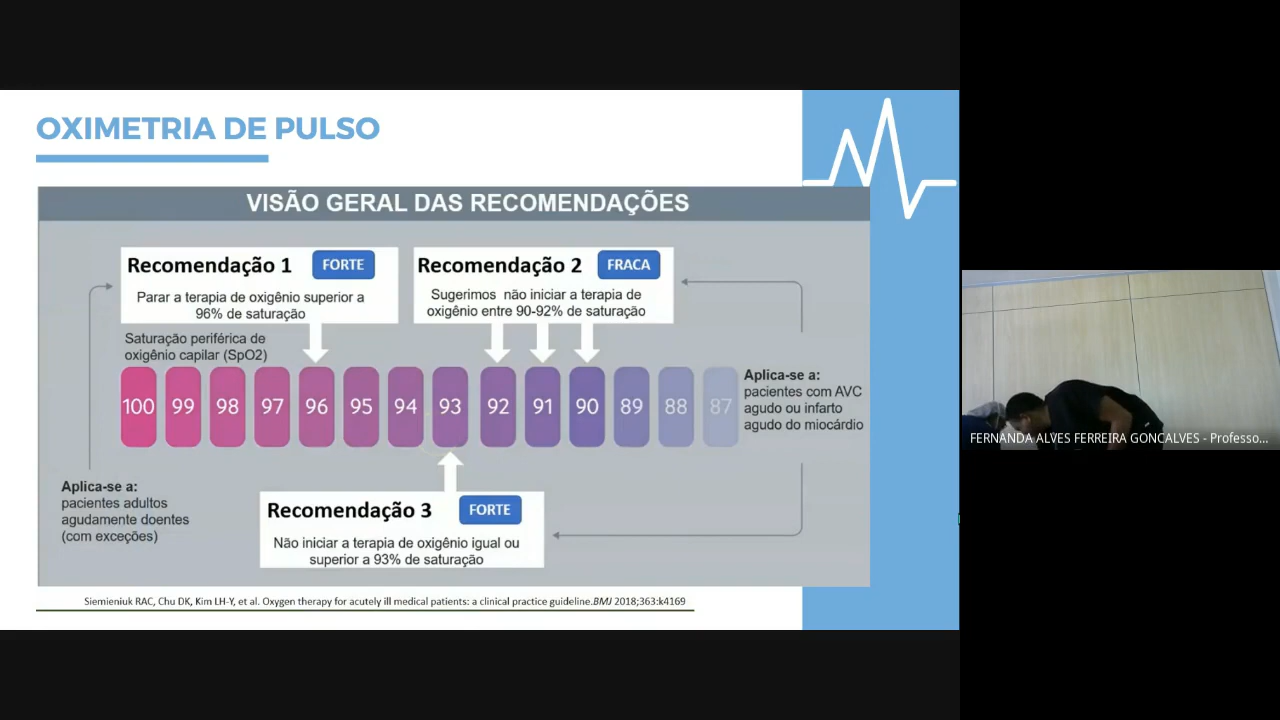 OXIMETRIA DE PULSO
VISÃO GERAL DAS RECOMENDAÇÕES
Recomendação 1 FORTE
Parar a terapia de oxigênio superior a
96% de saturação
Recomendação 2 FRACA
Sugerimos não iniciar a terapia de
oxigênio entre 90-92% de saturação
Saturação periférica de
oxigênio capilar (SpO2)
100 99 98 97 96 95 94 93 92 91 90 89 88 87
Aplica-se a:
pacientes com AVC
agudo ou infarto
agudo do miocárdio
Aplica-se a:
pacientes adultos
agudamente doentes
(com exceções)
Recomendação 3 FORTE
Não iniciar a terapia de oxigênio igual ou
superior a 93% de saturação
Siemieniuk RAC, Chu DK, Kim LH-Y, et al. Oxygen therapy for acutely ill medical patients: a clinical practice guideline.BMJ 2018;363:k4169
FERNANDA ALVES FERREIRA GONCALVES - Professo...